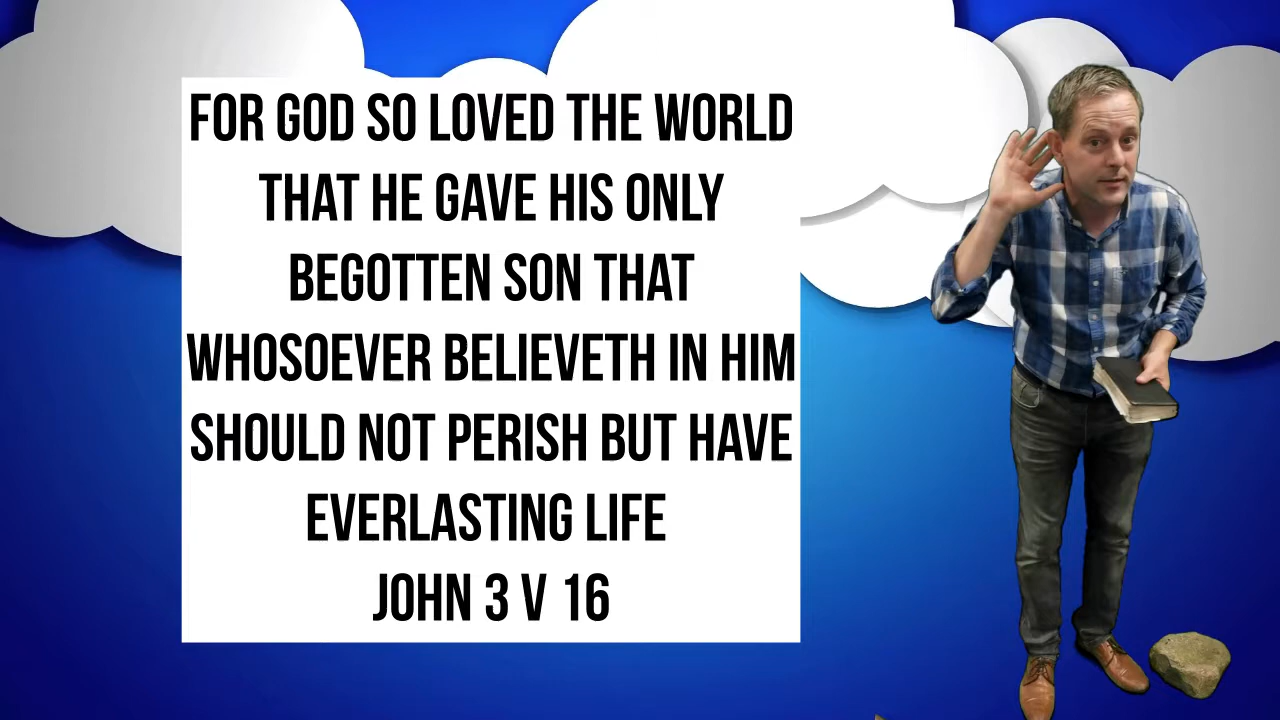 FOR GOD SO LOVED THE WORLD
THAT HE GAVE HIS ONLY
BEGOTTEN SON THAT
WHOSOEVER BELIEVETH IN HIM
SHOULD NOT PERISH BUT HAVE
EVERLASTING LIFE
JOHN 3 V 16